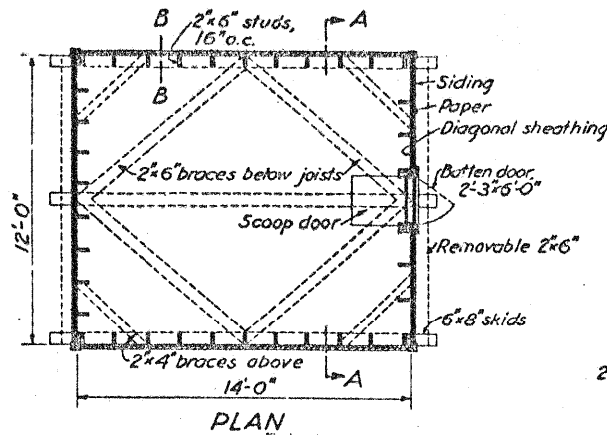 B
2"x6" studs,
16" o.c.
A
B
Siding
Paper
Diagonal sheathing
2"x6" braces below joists
Batten door,
2'-3"x6'-0"
Scoop door
12'-0"
Removable 2"x6"
6"x8" skids
2"x4" braces above
A
14'-0"
2
PLAN